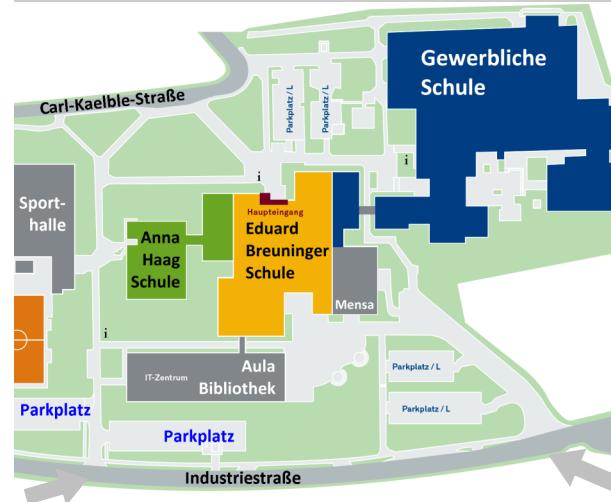 Gewerbliche
Schule
Carl-Kaelble-Straße
Parkplatz / L
Parkplatz / L
i
i
Sport-
halle
Haupteingang
Anna
Haag
Schule
Eduard
Breuninger
Schule
Mensa
i
IT-Zentrum
Aula
Bibliothek
Parkplatz / L
Parkplatz / L
Parkplatz
Parkplatz
Industriestraße